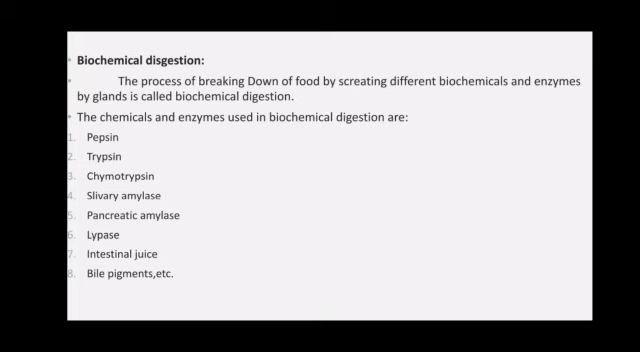 • Biochemical disgestion:
• The process of breaking Down of food by screating different biochemicals and enzymes
by glands is called biochemical digestion.
• The chemicals and enzymes used in biochemical digestion are:
1. Pepsin
2. Trypsin
3. Chymotrypsin
4. Slivary amylase
5. Pancreatic amylase
6. Lypase
7. Intestinal juice
8. Bile pigments,etc.